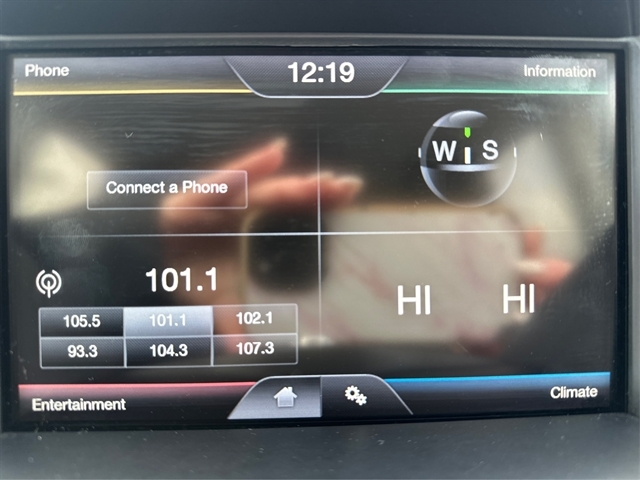 Phone
12:19
Information
W S
Connect a Phone
101.1
105.5 101.1 102.1
93.3 104.3 107.3
HI HI
Entertainment
Climate